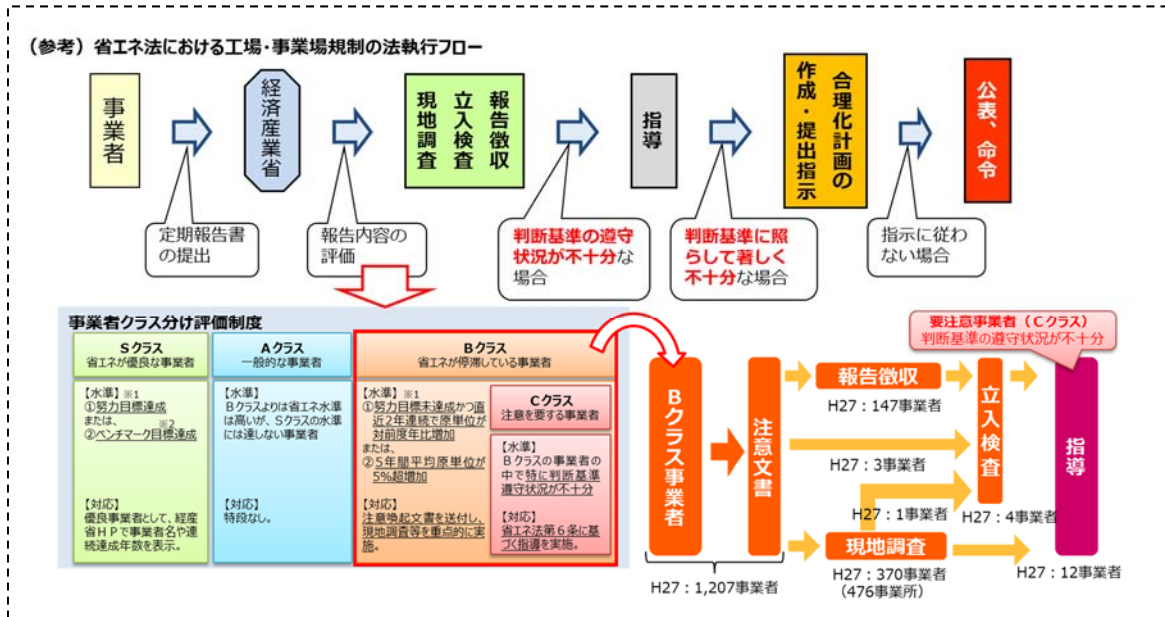 (参考)省エネ法における工場・事業場規制の法執行フロー
事業者
経済産業省
報告徴収
立入検査
現地調査
指導
合理化計画の
作成・提出指示
公表、命令
定期報告書
の提出
報告内容の
評価
判断基準の遵守
状況が不十分な
場合
判断基準に照
らして著しく
不十分な場合
指示に従わ
ない場合
事業者クラス分け評価制度
Sクラス
省エネが優良な事業者
【水準】※1
①努力目標達成
または、
※2
②ベンチマーク目標達成
【対応】
優良事業者として、経産
省HPで事業者名や連
続達成年数を表示。
Aクラス
一般的な事業者
【水準】
Bクラスよりは省エネ水準
は高いが、Sクラスの水準
には達しない事業者
【対応】
特段なし。
Bクラス
省エネが停滞している事業者
【水準】※1
①努力目標未達成かつ直
近2年連続で原単位が
対前度年比増加
または、
②5年間平均原単位が
5%超増加
【対応】
注意喚起文書を送付し、
現地調査等を重点的に実
施。
Cクラス
注意を要する事業者
【水準】
Bクラスの事業者の
中で特に判断基準
遵守状況が不十分
【対応】
省エネ法第6条に基
づく指導を実施。
Bクラス事業者
注意文書
H27:1,207事業者
報告徴収
H27:147事業者
H27:3事業者
H27:1事業者
現地調査
H27:370事業者
(476事業所)
立入検査
H27:4事業者
要注意事業者(Cクラス)
判断基準の遵守状況が不十分
指導
H27:12事業者